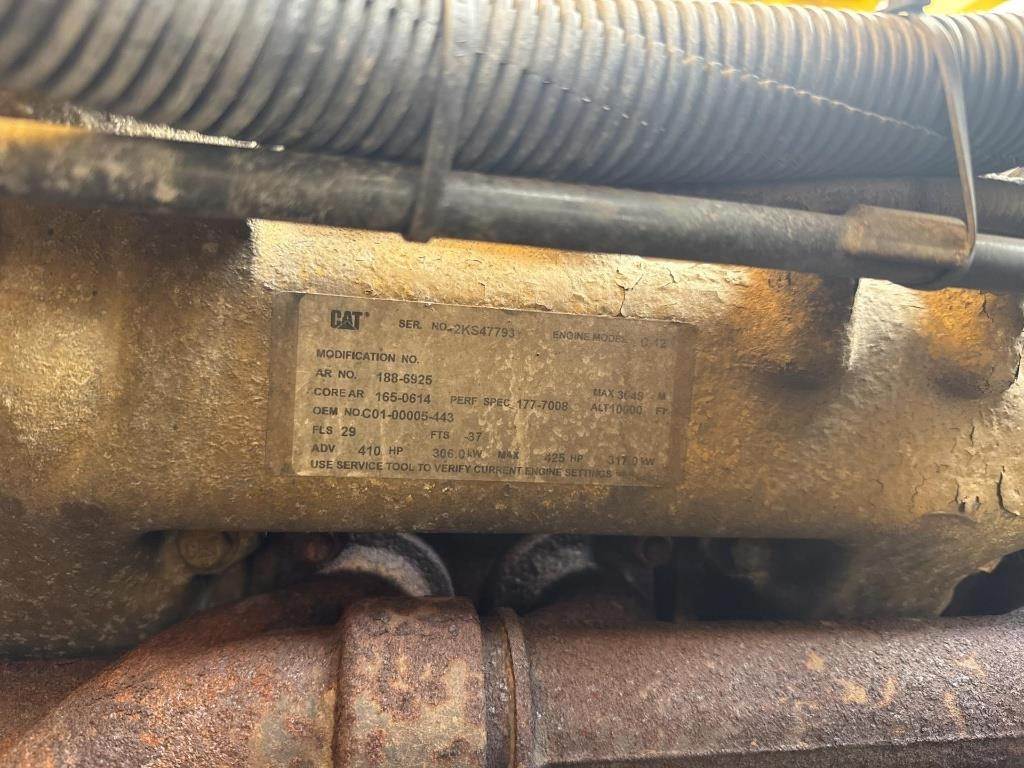 CAT® SER. NO. 2KS47793 ENGINE MODEL C-12
MODIFICATION NO.
AR NO. 188-6925
CORE AR 165-0614 PERF SPEC 177-7008 MAX ALT 10000 M FT
OEM NO. C01-00005-443
FLS 29 FTS -37
ADV 410 HP 306.0 kW MAX 425 HP 317.0 kW
USE SERVICE TOOL TO VERIFY CURRENT ENGINE SETTINGS